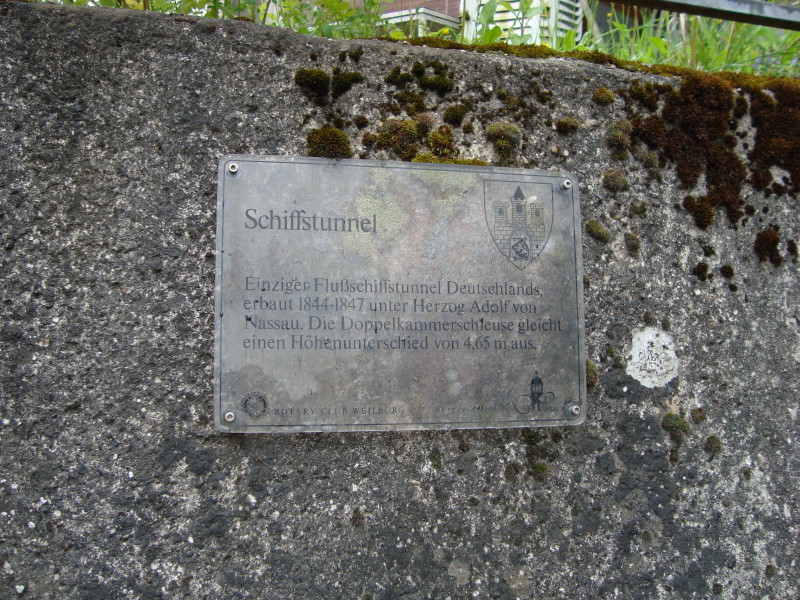 Schiffstunnel
Einziger Flußschiffstunnel Deutschlands,
erbaut 1844-1847 unter Herzog Adolf von
Nassau. Die Doppelkammerschleuse gleicht
einen Höhenunterschied von 4,65 m aus.
ROTARY CLUB WEILBURG